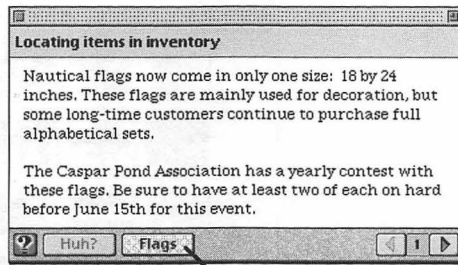 Locating items in inventory
Nautical flags now come in only one size: 18 by 24
inches. These flags are mainly used for decoration, but
some long-time customers continue to purchase full
alphabetical sets.
The Caspar Pond Association has a yearly contest with
these flags. Be sure to have at least two of each on hard
before June 15th for this event.
? Huh? Flags 1